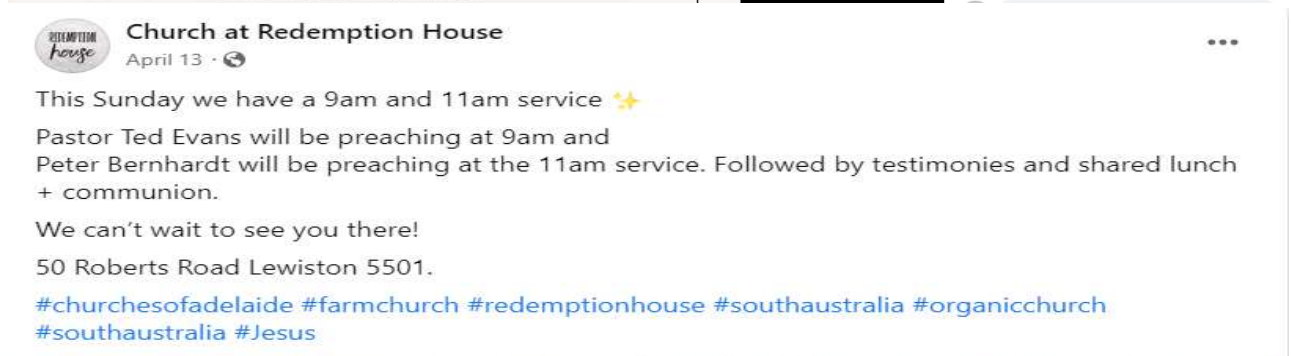 REDEMPTION
house
Church at Redemption House
April 13 ·
This Sunday we have a 9am and 11am service ✨
Pastor Ted Evans will be preaching at 9am and
Peter Bernhardt will be preaching at the 11am service. Followed by testimonies and shared lunch
+ communion.
We can't wait to see you there!
50 Roberts Road Lewiston 5501.
#churchesofadelaide #farmchurch #redemptionhouse #southaustralia #organicchurch
#southaustralia #Jesus